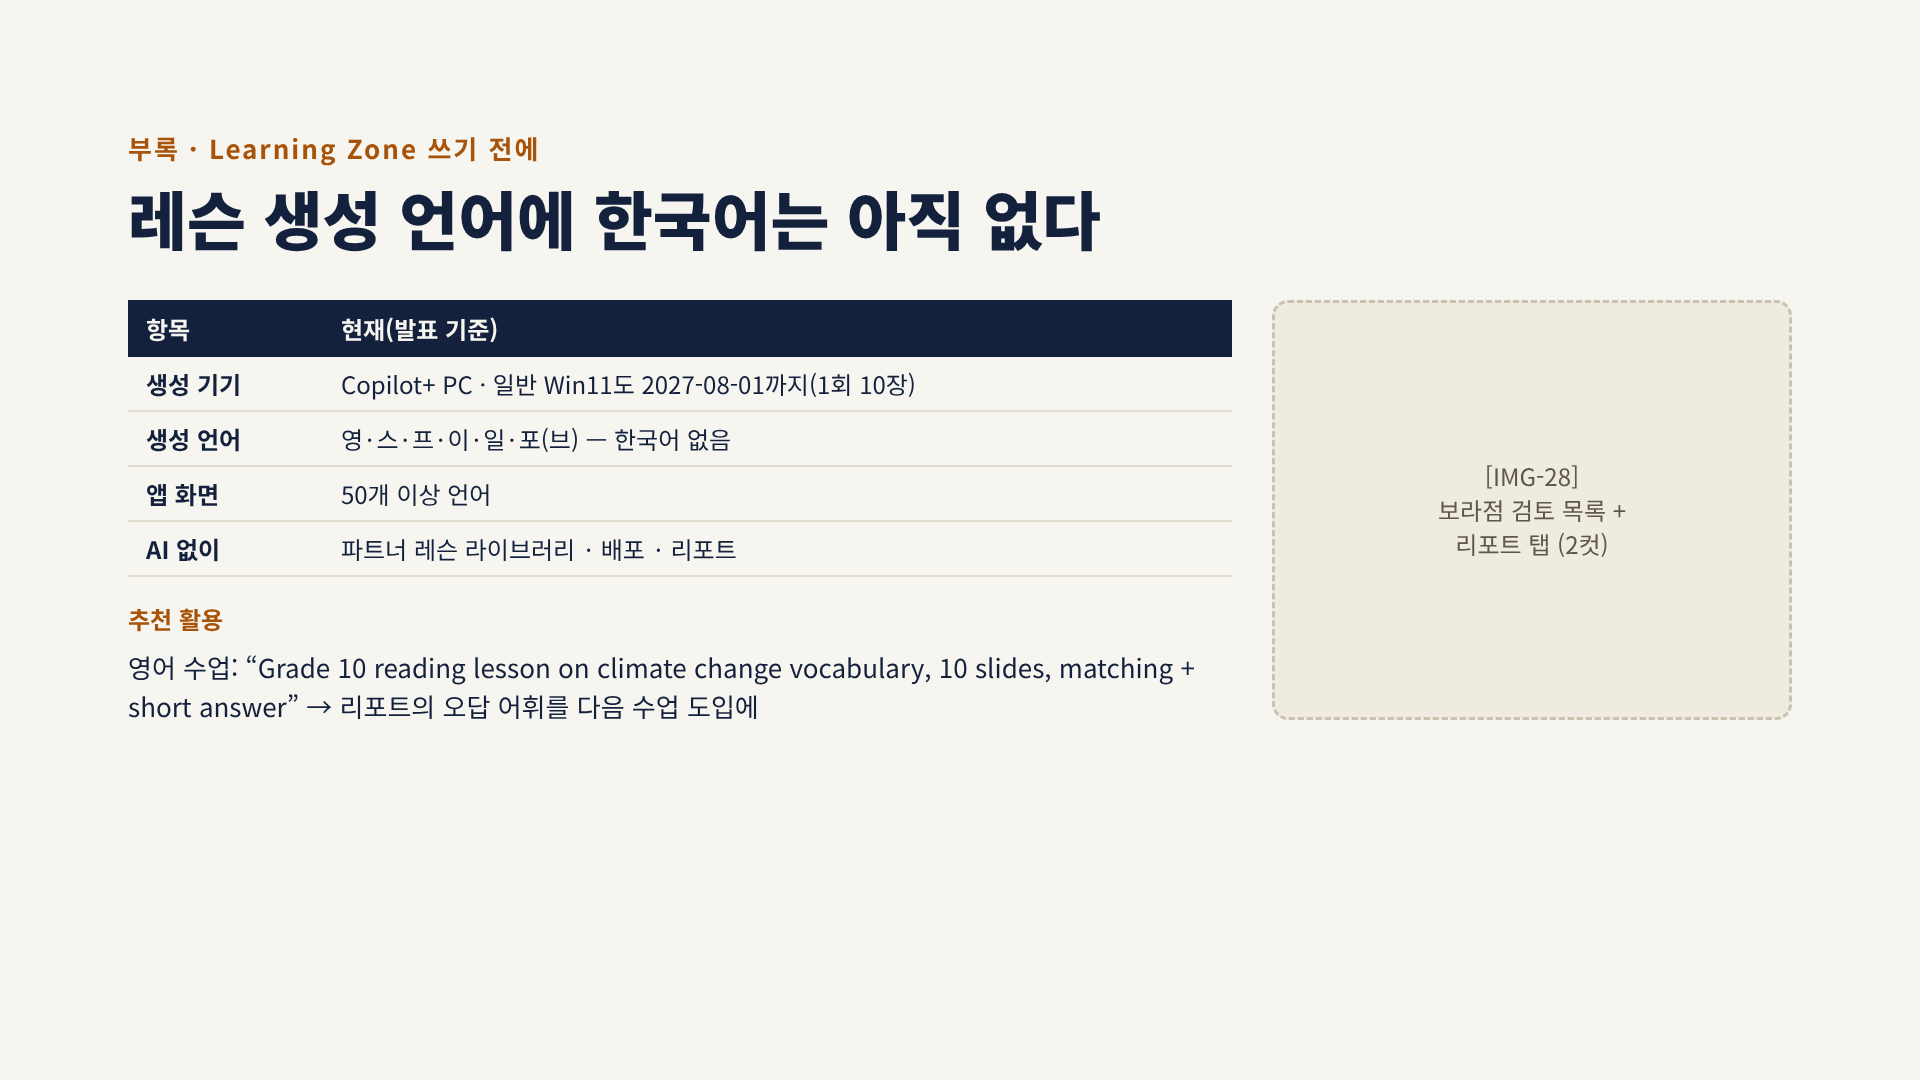 부록 · Learning Zone 쓰기 전에
레슨 생성 언어에 한국어는 아직 없다
항목 현재(발표 기준)
생성 기기 Copilot+ PC · 일반 Win11도 2027-08-01까지(1회 10장)
생성 언어 영·스·프·이·일·포(브) — 한국어 없음
앱 화면 50개 이상 언어
AI 없이 파트너 레슨 라이브러리 · 배포 · 리포트
추천 활용
영어 수업: “Grade 10 reading lesson on climate change vocabulary, 10 slides, matching +
short answer” → 리포트의 오답 어휘를 다음 수업 도입에
[IMG-28]
보라점 검토 목록 +
리포트 탭 (2컷)